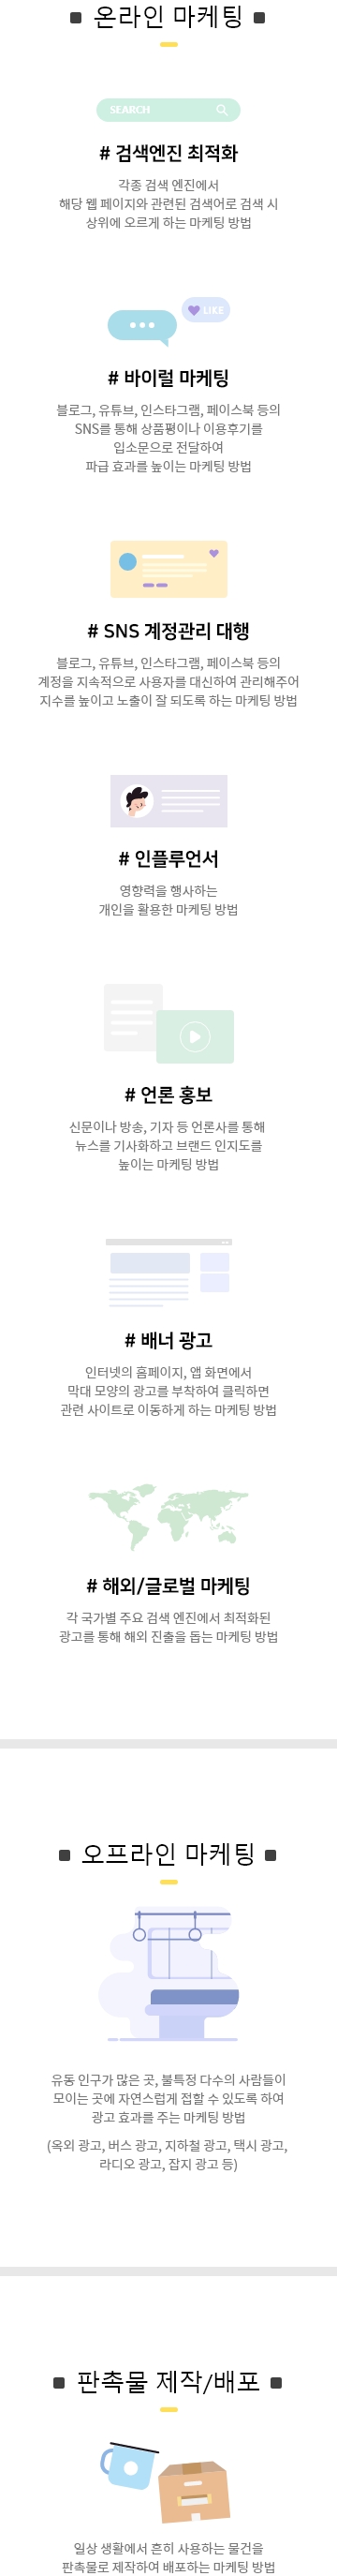 온라인 마케팅
SEARCH
# 검색엔진 최적화
각종 검색 엔진에서
해당 웹 페이지와 관련된 검색어로 검색 시
상위에 오르게 하는 마케팅 방법
LIKE
# 바이럴 마케팅
블로그, 유튜브, 인스타그램, 페이스북 등의
SNS를 통해 상품평이나 이용후기를
입소문으로 전달하여
파급 효과를 높이는 마케팅 방법
# SNS 계정관리 대행
블로그, 유튜브, 인스타그램, 페이스북 등의
계정을 지속적으로 사용자를 대신하여 관리해주어
지수를 높이고 노출이 잘 되도록 하는 마케팅 방법
# 인플루언서
영향력을 행사하는
개인을 활용한 마케팅 방법
# 언론 홍보
신문이나 방송, 기자 등 언론사를 통해
뉴스를 기사화하고 브랜드 인지도를
높이는 마케팅 방법
# 배너 광고
인터넷의 홈페이지, 앱 화면에서
막대 모양의 광고를 부착하여 클릭하면
관련 사이트로 이동하게 하는 마케팅 방법
# 해외/글로벌 마케팅
각 국가별 주요 검색 엔진에서 최적화된
광고를 통해 해외 진출을 돕는 마케팅 방법
오프라인 마케팅
유동 인구가 많은 곳, 불특정 다수의 사람들이
모이는 곳에 자연스럽게 접할 수 있도록 하여
광고 효과를 주는 마케팅 방법
(옥외 광고, 버스 광고, 지하철 광고, 택시 광고,
라디오 광고, 잡지 광고 등)
판촉물 제작/배포
일상 생활에서 흔히 사용하는 물건을
판촉물로 제작하여 배포하는 마케팅 방법